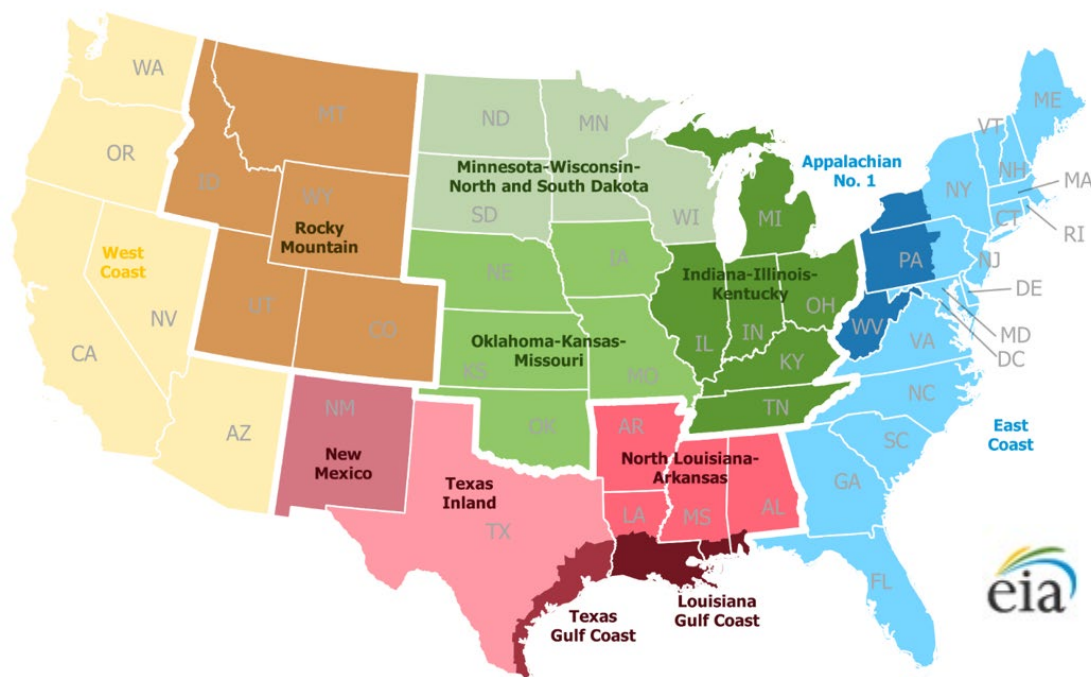 WA
ME
MT
ND
VT
MN
OR
NH
Minnesota-Wisconsin-
North and South Dakota
Appalachian
No. 1
NY
MA
ID
WY
SD
WI
MI
CT
RI
Rocky
Mountain
West
Coast
NE
IA
Indiana-Illinois-
Kentucky
PA
NJ
OH
DE
NV
UT
CO
IL
IN
WV
MD
VA
DC
CA
Oklahoma-Kansas-
Missouri
KS
MO
KY
NM
TN
NC
AZ
OK
AR
SC
East
Coast
New
Mexico
Texas
Inland
North Louisiana-
Arkansas
GA
TX
LA
MS
AL
FL
eia
Texas
Gulf Coast
Louisiana
Gulf Coast